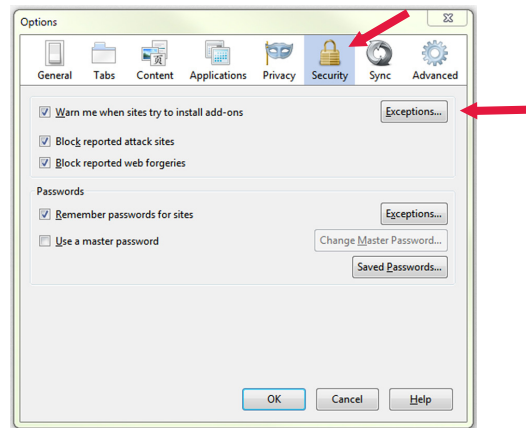 Options
General Tabs Content Applications Privacy Security Sync Advanced
Warn me when sites try to install add-ons Exceptions...
Block reported attack sites
Block reported web forgeries
Passwords
Remember passwords for sites Exceptions...
Use a master password Change Master Password...
Saved Passwords...
OK Cancel Help